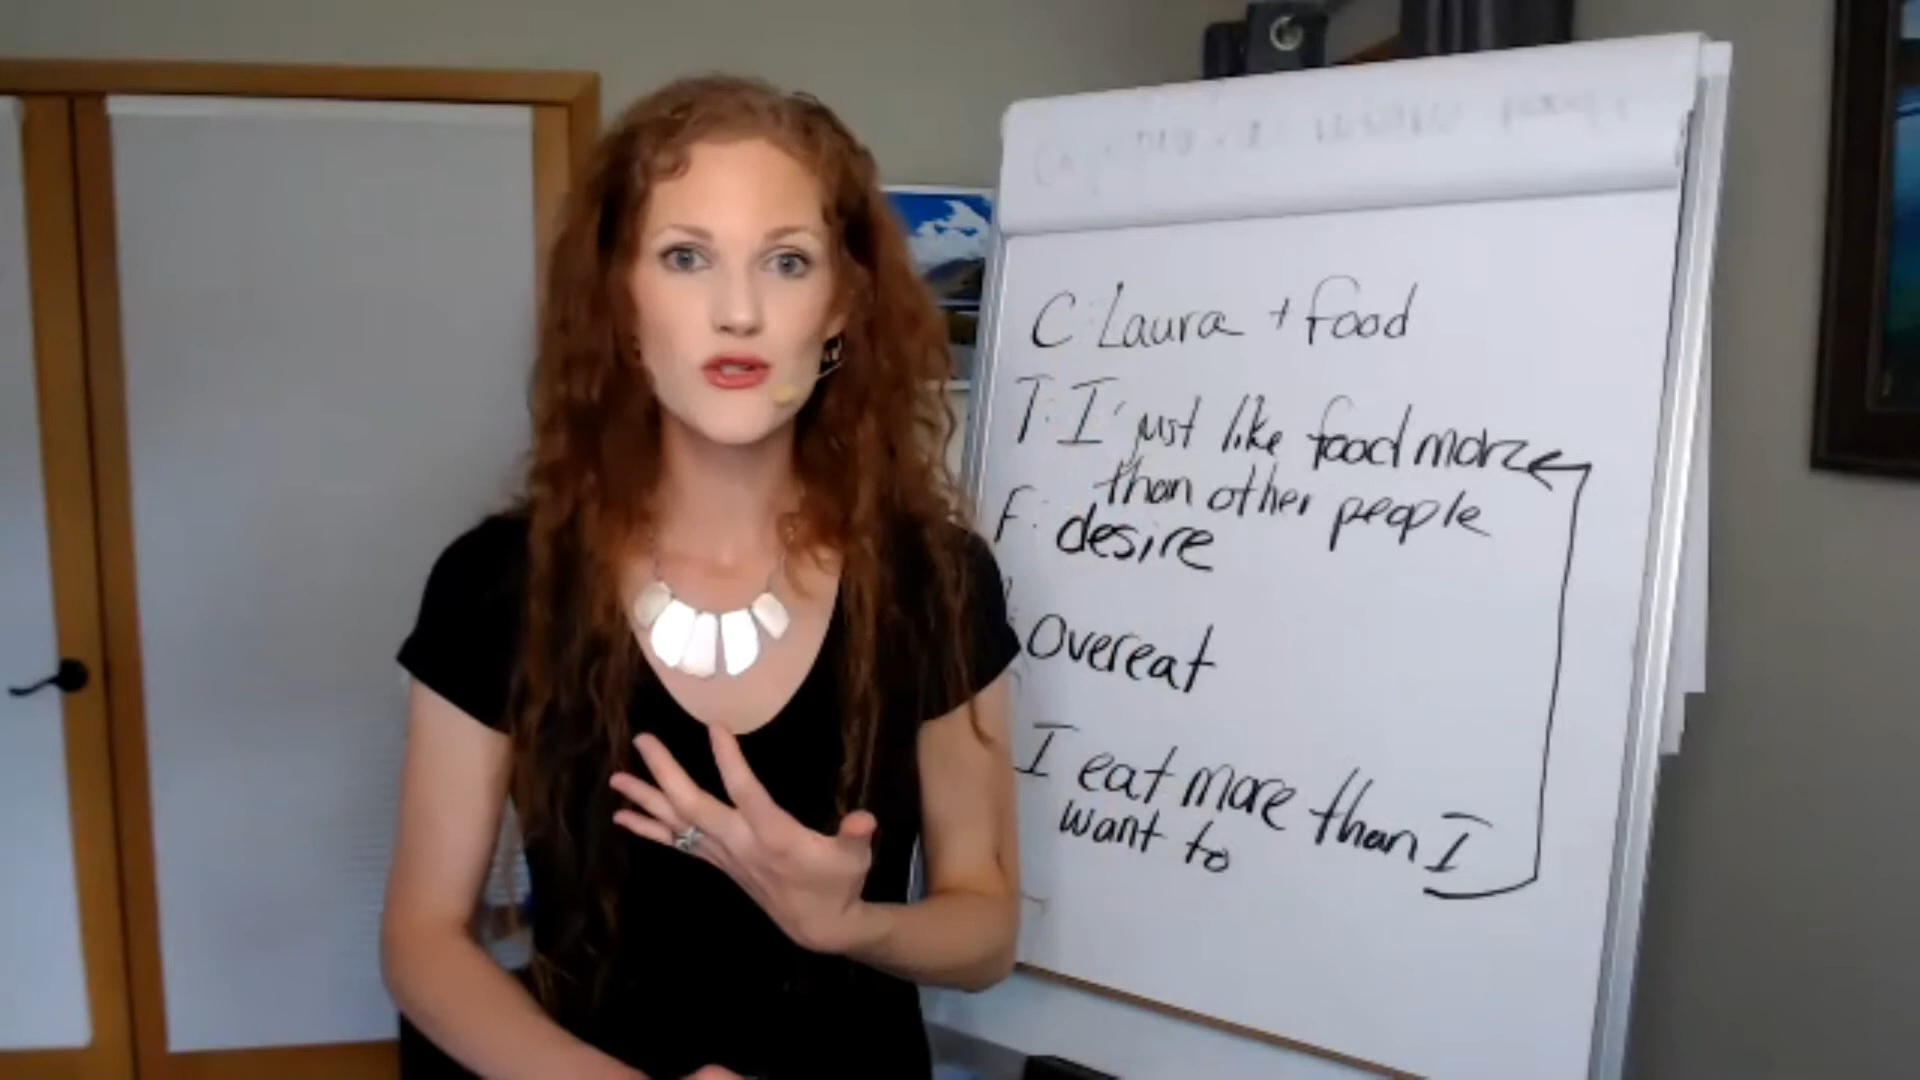 C: Laura + food
T: I just like food more
than other people
F: desire
: overeat
I eat more than I
want to